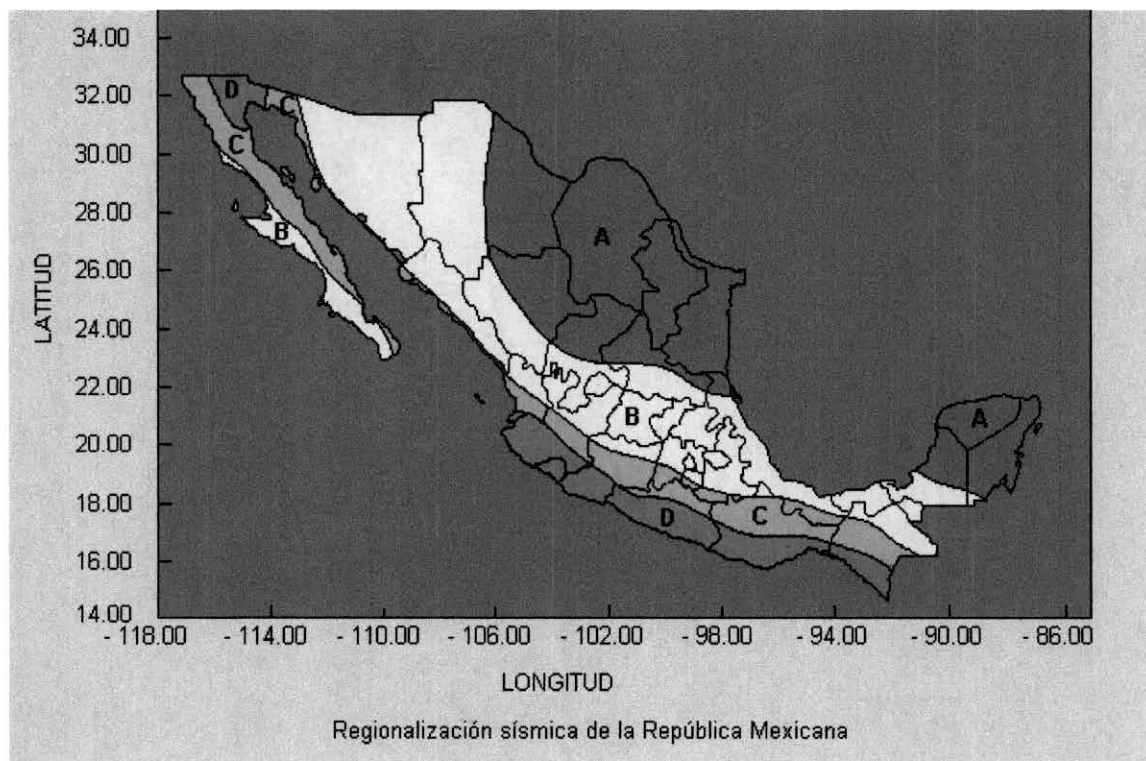 34.00
32.00
30.00
28.00
26.00
24.00
22.00
20.00
18.00
16.00
14.00
LATITUD
D
C
C
B
A
B
A
D
C
- 118.00 - 114.00 - 110.00 - 106.00 - 102.00 - 98.00 - 94.00 - 90.00 - 86.00
LONGITUD
Regionalización sísmica de la República Mexicana